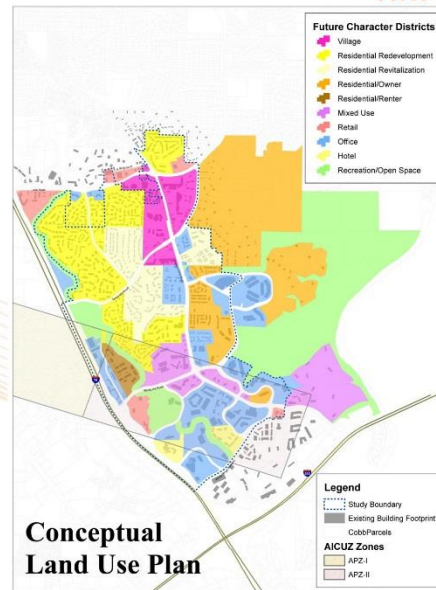 Future Character Districts
Village
Residential Redevelopment
Residential Revitalization
Residential/Owner
Residential/Renter
Mixed Use
Retail
Office
Hotel
Recreation/Open Space
Legend
Study Boundary
Existing Building Footprint
CobbParcels
AICUZ Zones
APZ-I
APZ-II
Conceptual
Land Use Plan